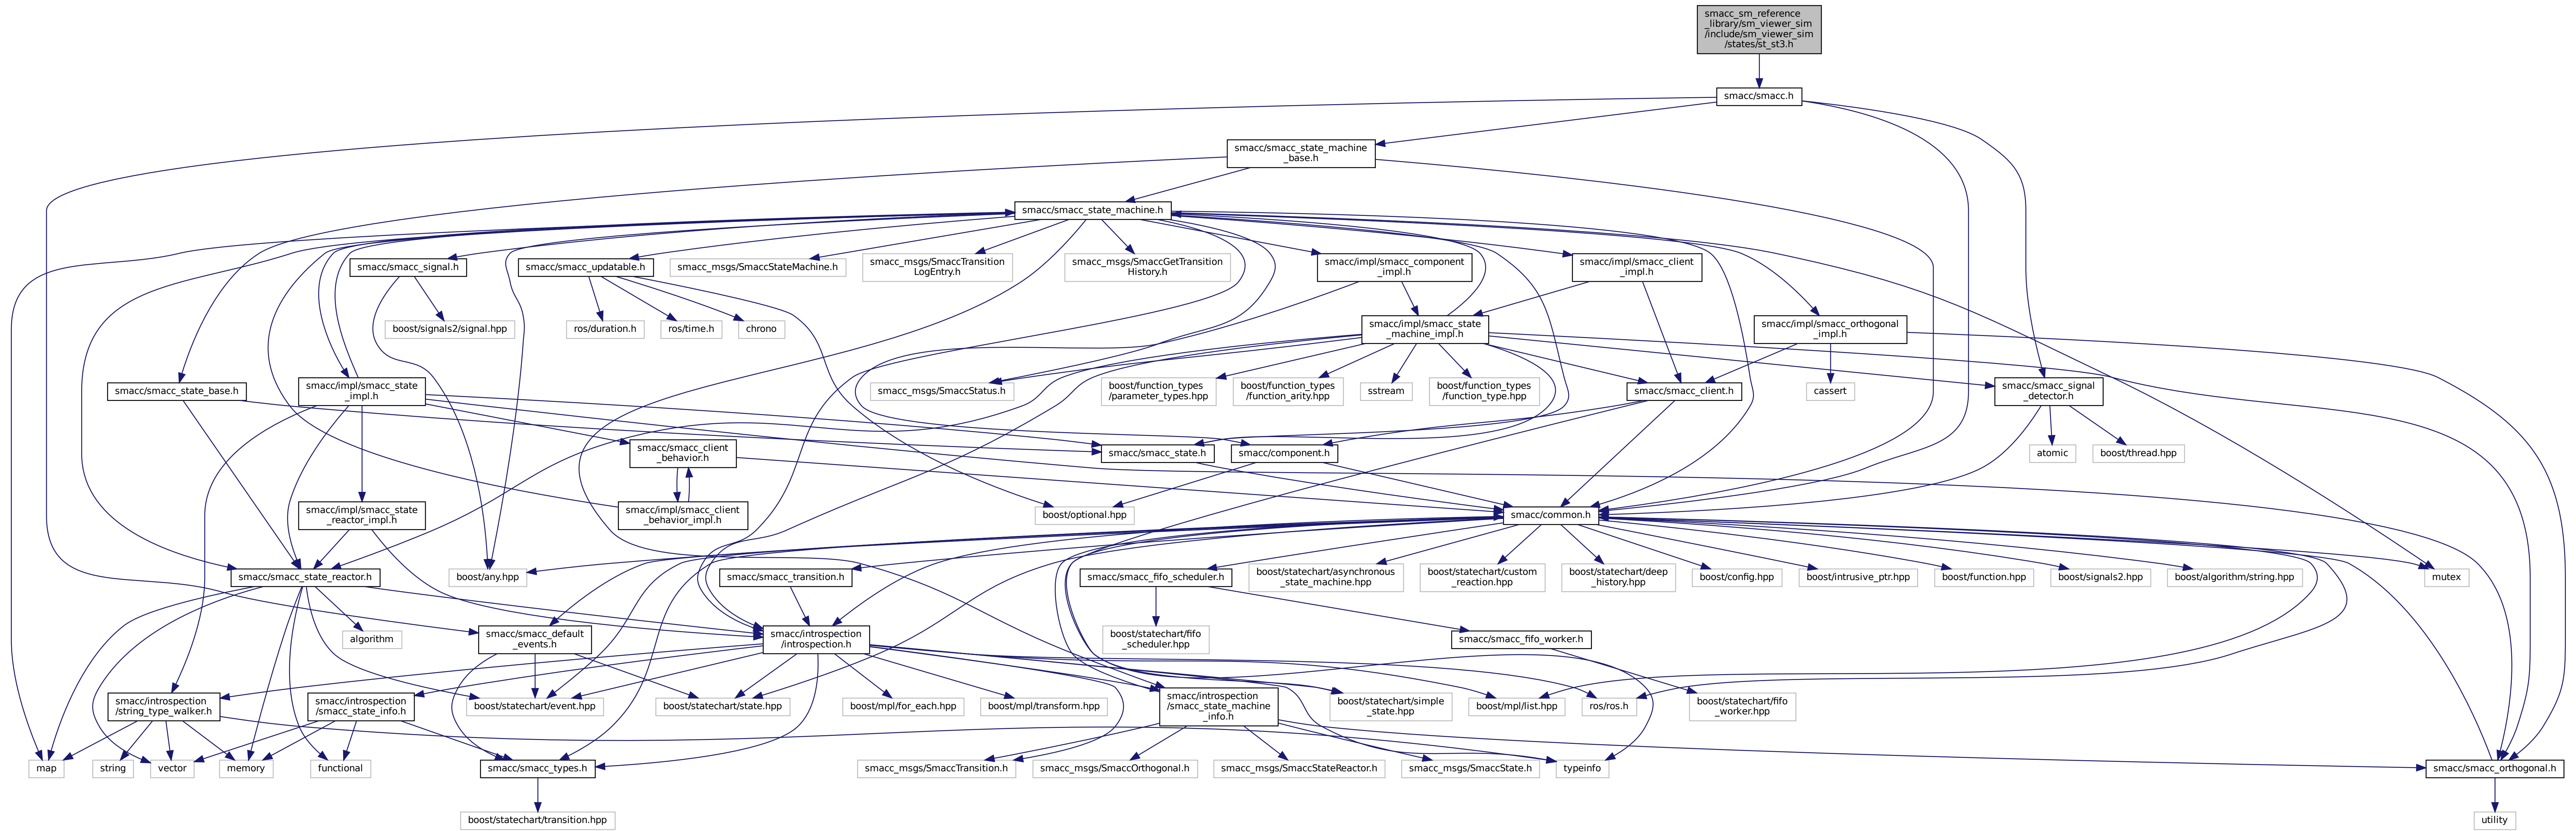 smacc_sm_reference
_library/sm_viewer_sim
/include/sm_viewer_sim
/states/st_st3.h
smacc/smacc.h
smacc/smacc_state_machine
_base.h
smacc/smacc_state_machine.h
smacc/smacc_signal.h
smacc/smacc_updatable.h
smacc_msgs/SmaccStateMachine.h
smacc_msgs/SmaccTransition
LogEntry.h
smacc_msgs/SmaccGetTransition
History.h
smacc/impl/smacc_component
_impl.h
smacc/impl/smacc_client
_impl.h
boost/signals2/signal.hpp
ros/duration.h
ros/time.h
chrono
smacc/impl/smacc_state
_machine_impl.h
smacc/impl/smacc_orthogonal
_impl.h
smacc/smacc_state_base.h
smacc/impl/smacc_state
_impl.h
smacc_msgs/SmaccStatus.h
boost/function_types
/parameter_types.hpp
boost/function_types
/function_arity.hpp
sstream
boost/function_types
/function_type.hpp
smacc/smacc_client.h
cassert
smacc/smacc_signal
_detector.h
smacc/smacc_client
_behavior.h
smacc/smacc_state.h
smacc/component.h
atomic
boost/thread.hpp
smacc/impl/smacc_state
_reactor_impl.h
smacc/impl/smacc_client
_behavior_impl.h
boost/optional.hpp
smacc/common.h
smacc/smacc_state_reactor.h
boost/any.hpp
smacc/smacc_transition.h
smacc/smacc_fifo_scheduler.h
boost/statechart/asynchronous
_state_machine.hpp
boost/statechart/custom
_reaction.hpp
boost/statechart/deep
_history.hpp
boost/config.hpp
boost/intrusive_ptr.hpp
boost/function.hpp
boost/signals2.hpp
boost/algorithm/string.hpp
mutex
algorithm
smacc/smacc_default
_events.h
smacc/introspection
/introspection.h
boost/statechart/fifo
_scheduler.hpp
smacc/smacc_fifo_worker.h
smacc/introspection
/string_type_walker.h
smacc/introspection
/smacc_state_info.h
boost/statechart/event.hpp
boost/statechart/state.hpp
boost/mpl/for_each.hpp
boost/mpl/transform.hpp
smacc/introspection
/smacc_state_machine
_info.h
boost/statechart/simple
_state.hpp
boost/mpl/list.hpp
ros/ros.h
boost/statechart/fifo
_worker.hpp
map
string
vector
memory
functional
smacc/smacc_types.h
smacc_msgs/SmaccTransition.h
smacc_msgs/SmaccOrthogonal.h
smacc_msgs/SmaccStateReactor.h
smacc_msgs/SmaccState.h
typeinfo
smacc/smacc_orthogonal.h
boost/statechart/transition.hpp
utility